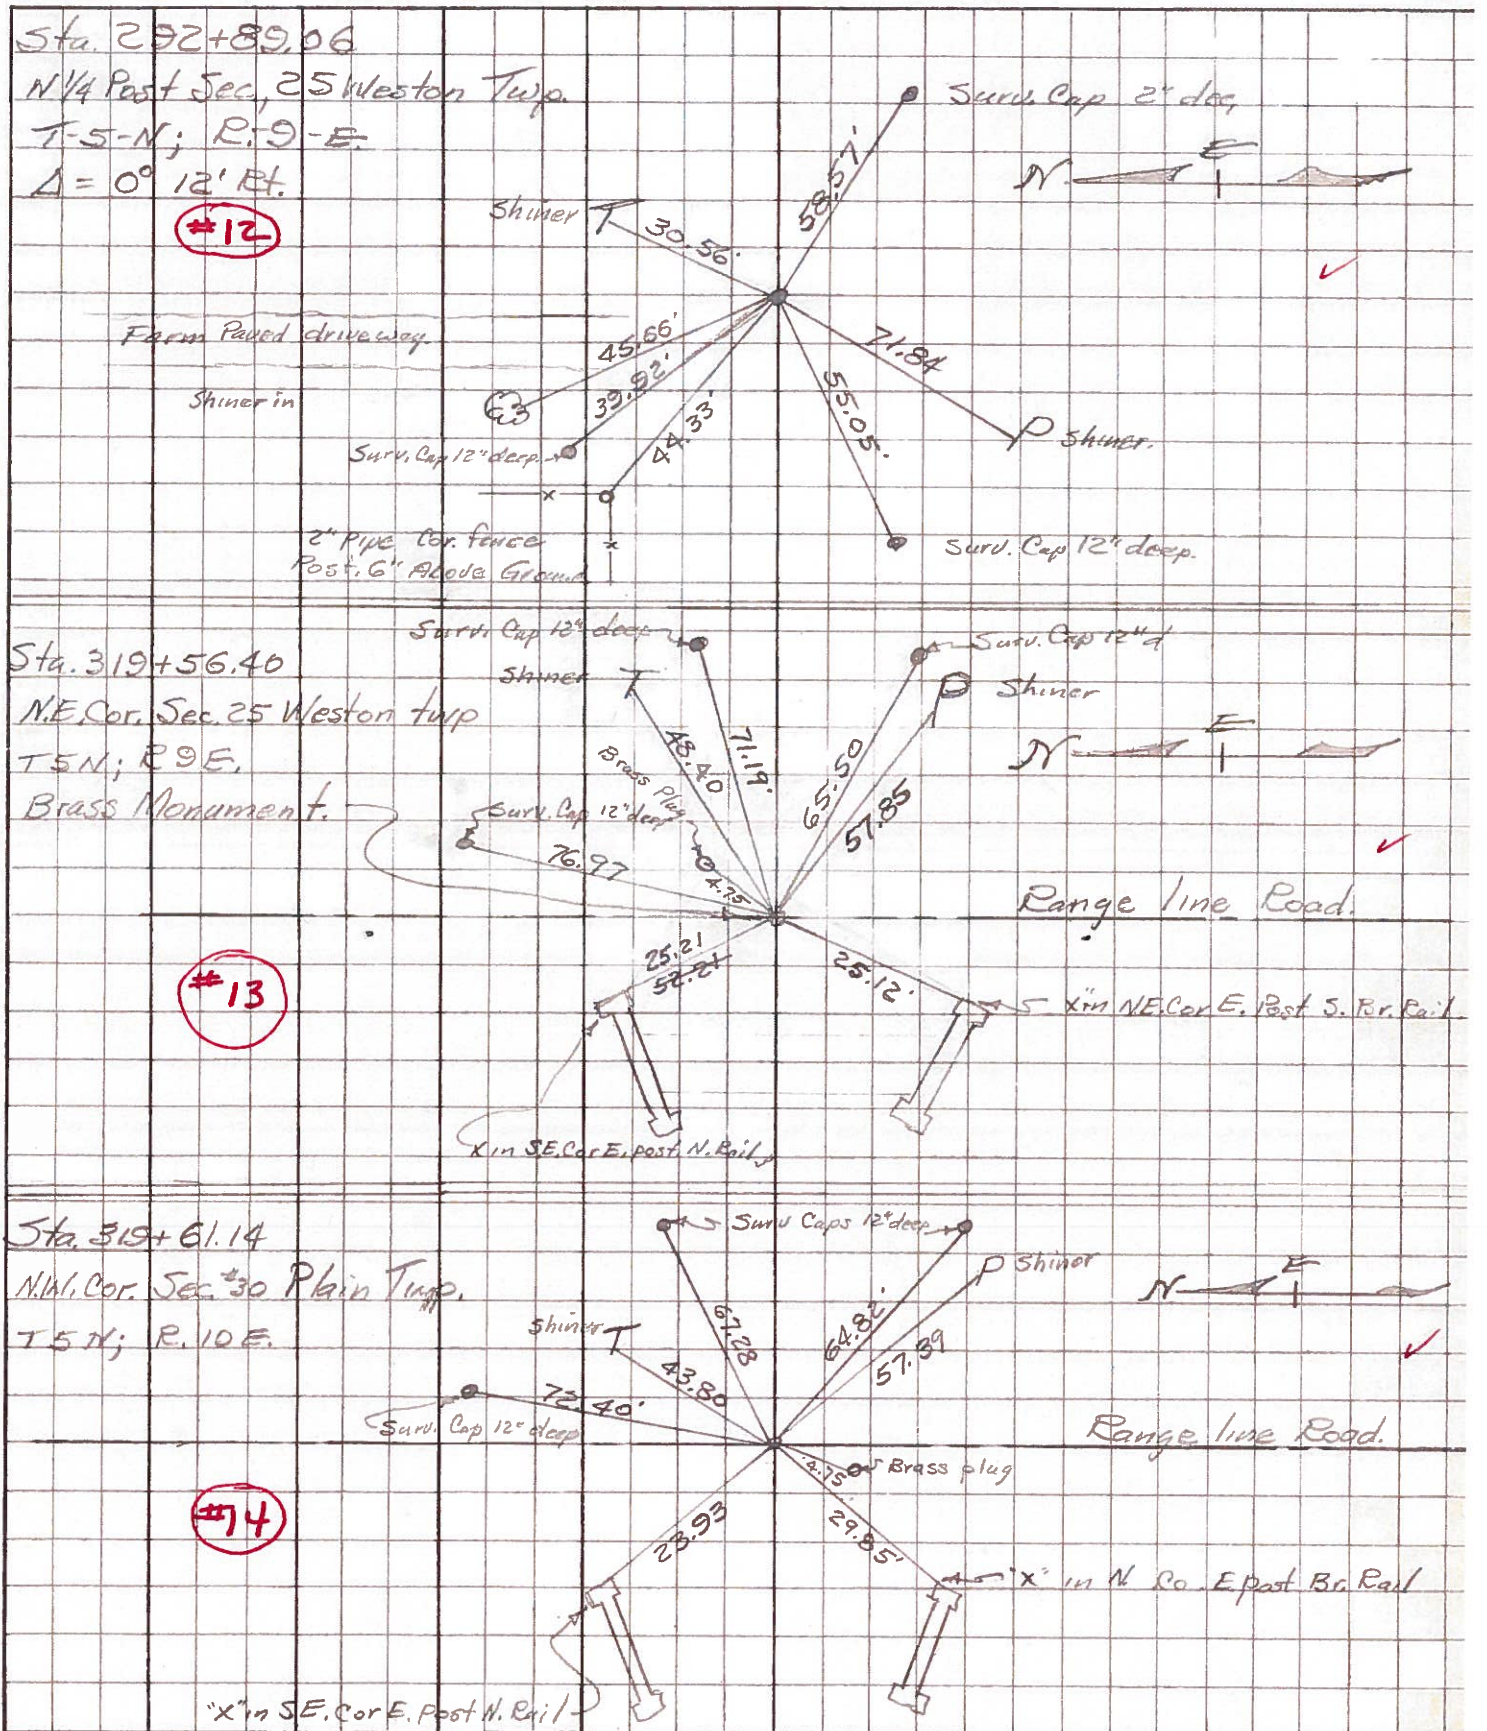 Sta. 292+89.06
N 1/4 Post Sec, 25 Weston Twp.
T-5-N; R-9-E.
Δ = 0° 12' Rt.
#12
Surv. Cap 2" dee,
58.57'
N
E
Shiner T
30.56'
Farm Paved driveway.
45.66'
71.84
Shiner in
39.92'
44.33'
55.05'
P Shiner.
Surv. Cap 12" deep.
x
2" Pipe Cor. fence
Post. 6" Above Ground
x
Surv. Cap 12" deep.
Surv. Cap 12" deep
Surv. Cap 12" d
Sta. 319+56.40
Shiner T
P Shiner
N.E. Cor. Sec. 25 Weston twp
T5N; R9E.
48.40
71.19'
65.50
57.85
N
E
Brass Monument.
Brass Plug
Surv. Cap 12" deep
76.97
4.75
Range line Road.
#13
25.21
52.21
25.12'
X in N.E. Cor E. Post S. Br. Rail
X in S.E. Cor E. post N. Rail
Sta. 319+61.14
Surv Caps 12" deep
N.W. Cor. Sec. #30 Plain Twp.
T5N; R. 10 E.
P Shiner
N
E
Shiner T
67.28
64.82'
57.39
43.80
72.40'
Surv. Cap 12" deep
Range line Road.
4.75
Brass plug
#14
23.93
29.85'
"X" in N Co. E post Br. Rail
"X" in S.E. Cor E. Post N. Rail